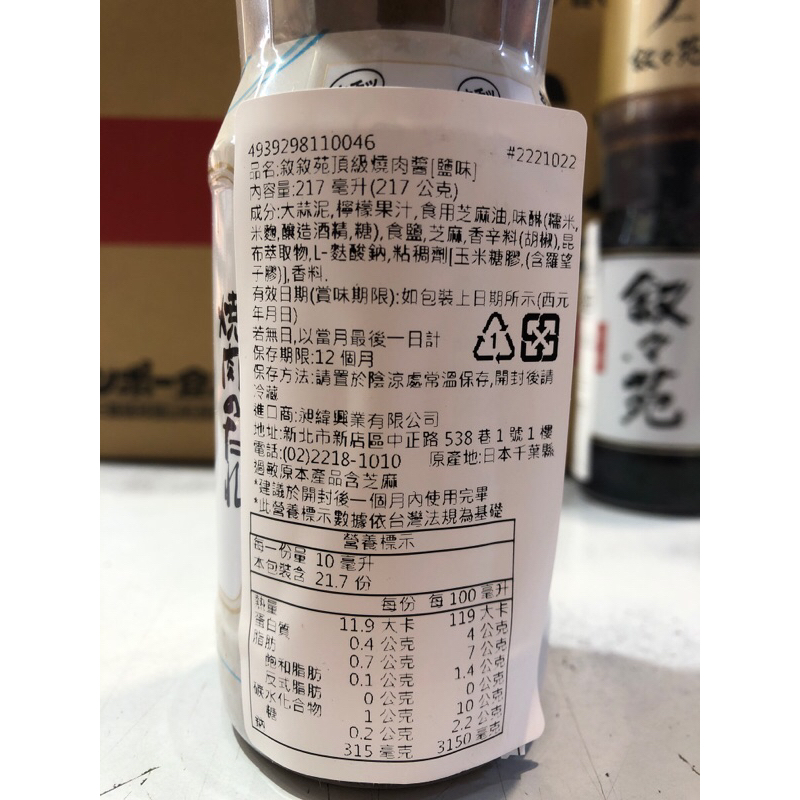 4939298110046 #2221022
品名:敘敘苑頂級燒肉醬[鹽味]
內容量:217 毫升(217 公克)
成分:大蒜泥,檸檬果汁,食用芝麻油,味醂(糯米,
米麴,釀造酒精,糖),食鹽,芝麻,香辛料(胡椒),昆
布萃取物,L-麩酸鈉,粘稠劑[玉米糖膠,(含羅望
子膠)],香料.
有效日期(賞味期限):如包裝上日期所示(西元
年月日)
若無日,以當月最後一日計
保存期限:12 個月
保存方法:請置於陰涼處常溫保存,開封後請
冷藏
進口商:昶緯興業有限公司
地址:新北市新店區中正路 538 巷 1 號 1 樓
電話:(02)2218-1010 原產地:日本千葉縣
過敏原本產品含芝麻
*建議於開封後一個月內使用完畢
*此營養標示數據依台灣法規為基礎
營養標示
每一份量 10 毫升
本包裝含 21.7 份
每份 每 100 毫升
熱量 11.9 大卡 119 大卡
蛋白質 0.4 公克 4 公克
脂肪 0.7 公克 7 公克
飽和脂肪 0.1 公克 1.4 公克
反式脂肪 0 公克 0 公克
碳水化合物 1 公克 10 公克
糖 0.2 公克 2.2 公克
鈉 315 毫克 3150 毫克
1
焼肉のたれ
叙々苑
叙々苑